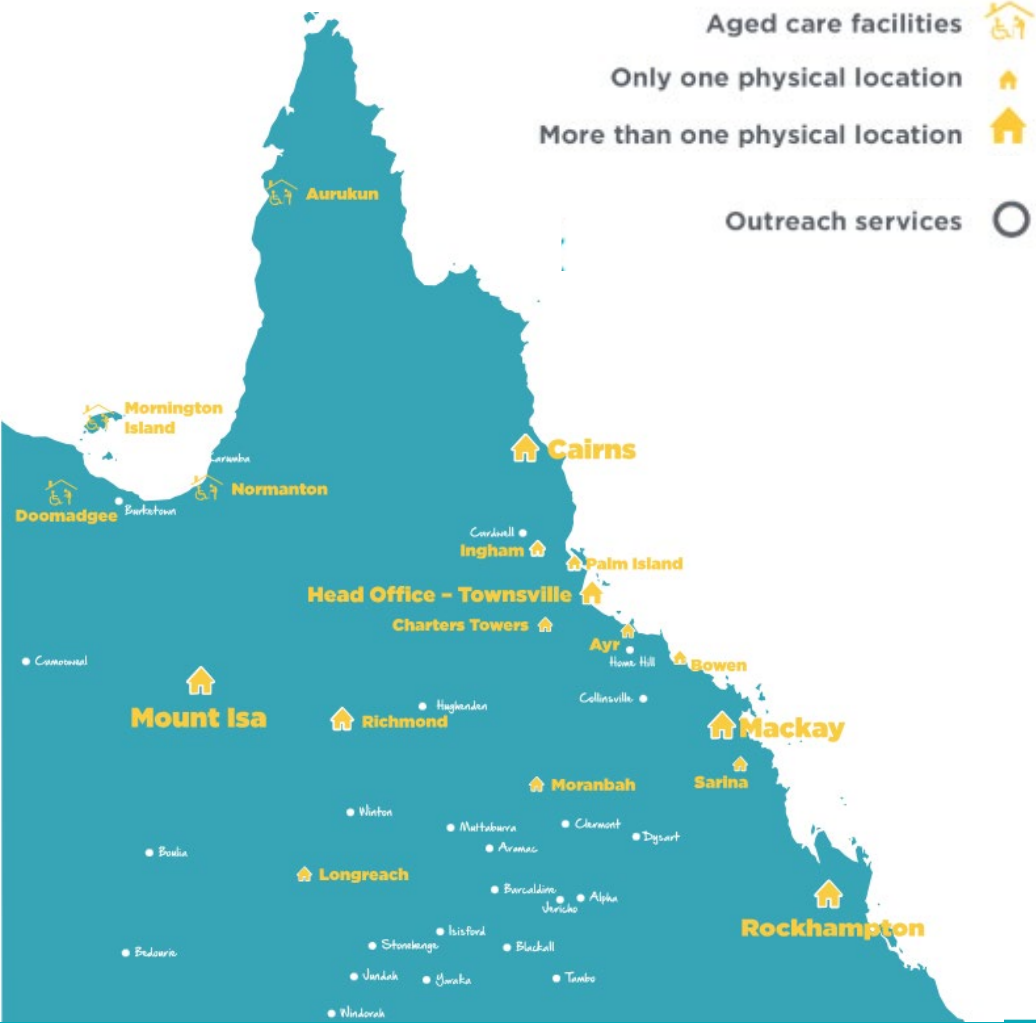 Aged care facilities
Only one physical location
More than one physical location
Outreach services
Aurukun
Mornington
Island
Karumba
Normanton
Doomadgee
Burketown
Cairns
Cardwell
Ingham
Palm Island
Head Office – Townsville
Charters Towers
Ayr
Home Hill
Bowen
Camooweal
Collinsville
Mount Isa
Hughenden
Richmond
Mackay
Sarina
Moranbah
Winton
Muttaburra
Clermont
Dysart
Aramac
Boulia
Longreach
Barcaldine
Jericho
Alpha
Rockhampton
Isisford
Stonehenge
Blackall
Bedourie
Jundah
Ymaka
Tambo
Windorah